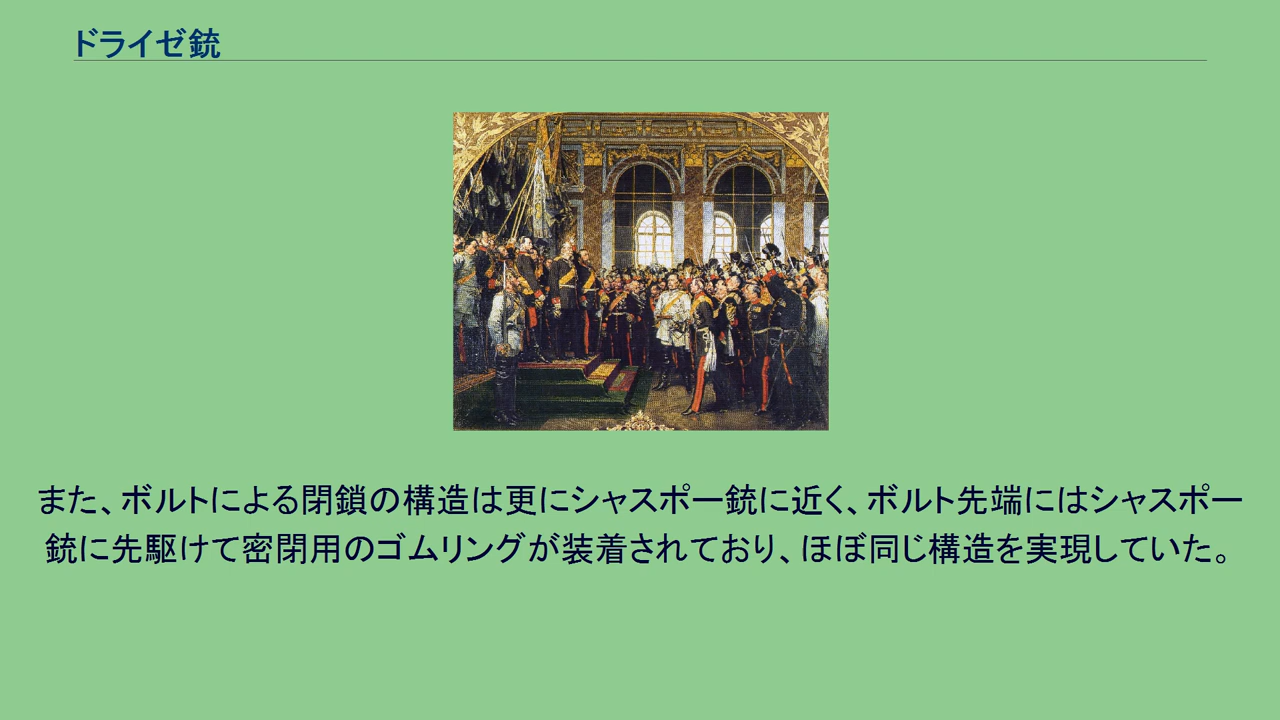 ドライゼ銃
また、ボルトによる閉鎖の構造は更にシャスポー銃に近く、ボルト先端にはシャスポー
銃に先駆けて密閉用のゴムリングが装着されており、ほぼ同じ構造を実現していた。